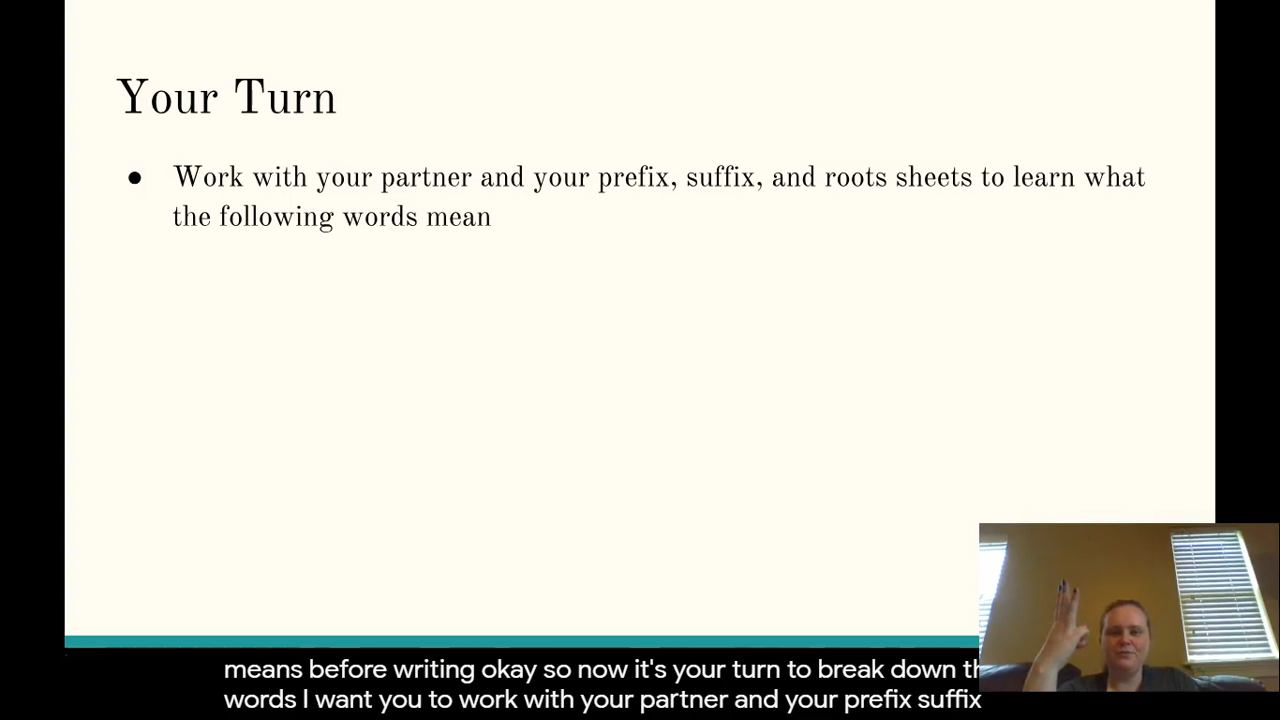 Your Turn
● Work with your partner and your prefix, suffix, and roots sheets to learn what
the following words mean
means before writing okay so now it's your turn to break down
words I want you to work with your partner and your prefix suffix